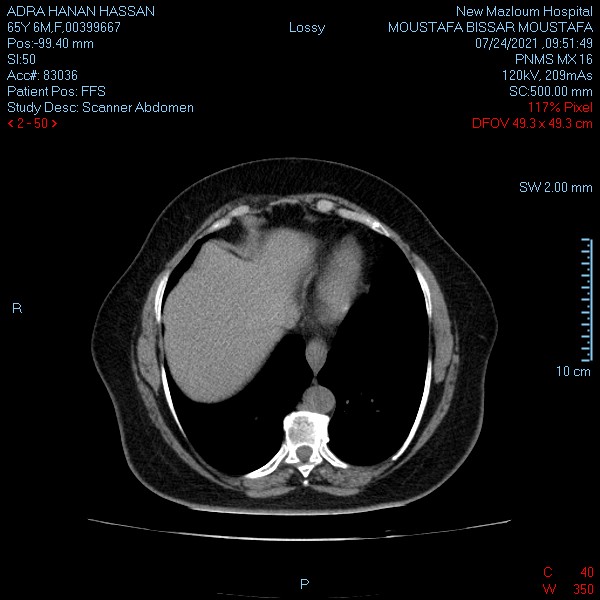 ADRA HANAN HASSAN
65Y 6M,F,00399667
Pos:-99.40 mm
SI:50
Acc#: 83036
Patient Pos: FFS
Study Desc: Scanner Abdomen
< 2 - 50 >
Lossy
New Mazloum Hospital
MOUSTAFA BISSAR MOUSTAFA
07/24/2021 ,09:51:49
PNMS MX 16
120kV, 209mAs
SC:500.00 mm
117% Pixel
DFOV 49.3 x 49.3 cm
SW 2.00 mm
R
10 cm
P
C 40
W 350